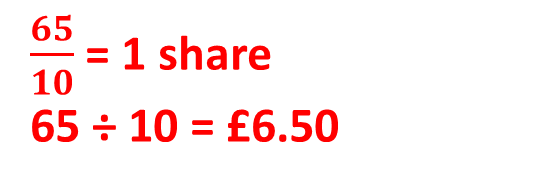 65/10 = 1 share
65 ÷ 10 = £6.50